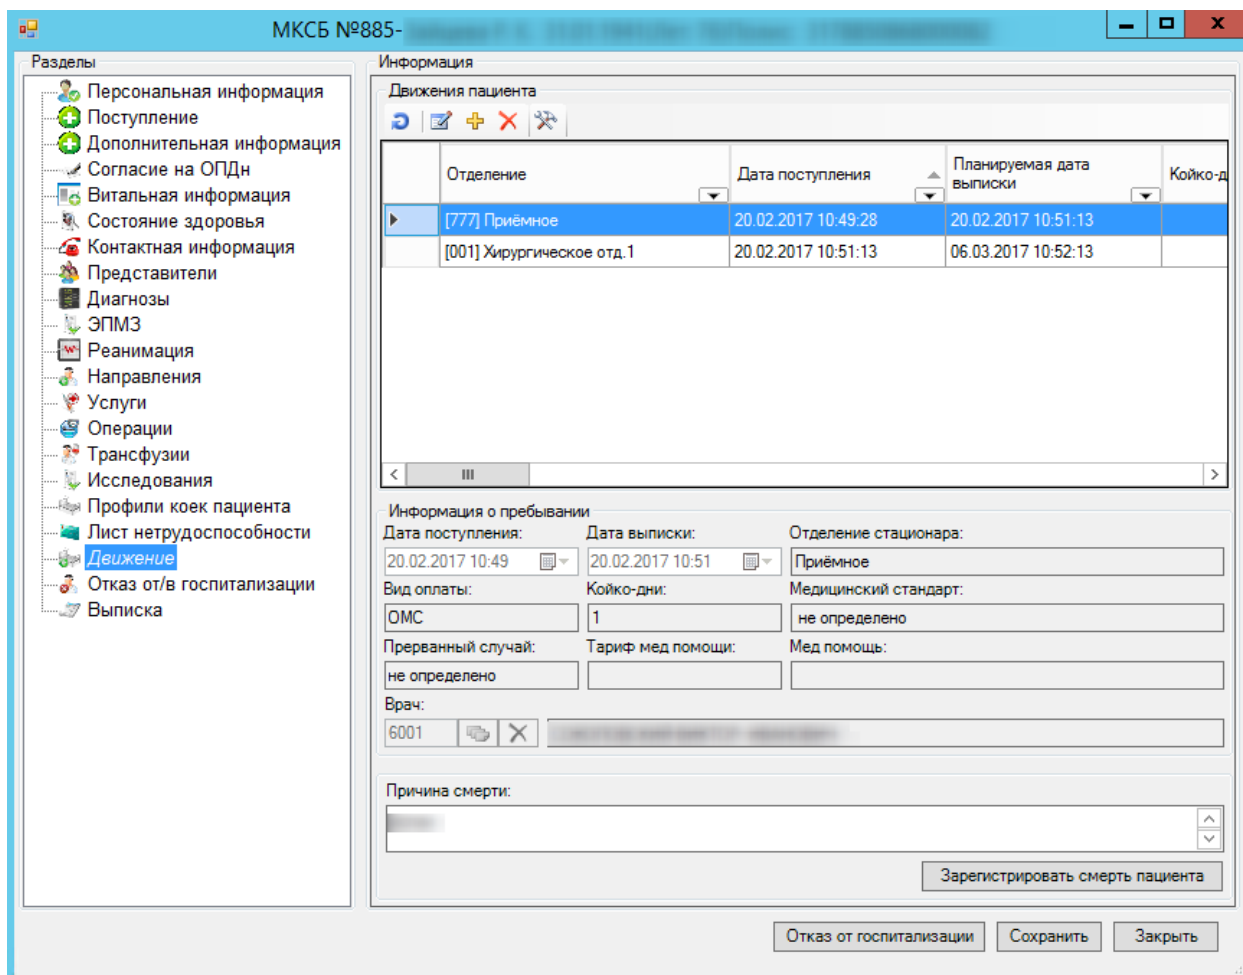 МКСБ №885-
Разделы
Персональная информация
Поступление
Дополнительная информация
Согласие на ОПДн
Витальная информация
Состояние здоровья
Контактная информация
Представители
Диагнозы
ЭПМЗ
Реанимация
Направления
Услуги
Операции
Трансфузии
Исследования
Профили коек пациента
Лист нетрудоспособности
Движение
Отказ от/в госпитализации
Выписка
Информация
Движения пациента
Отделение Дата поступления Планируемая дата выписки Койко-д
[777] Приёмное 20.02.2017 10:49:28 20.02.2017 10:51:13
[001] Хирургическое отд.1 20.02.2017 10:51:13 06.03.2017 10:52:13
Информация о пребывании
Дата поступления: Дата выписки: Отделение стационара:
20.02.2017 10:49 20.02.2017 10:51 Приёмное
Вид оплаты: Койко-дни: Медицинский стандарт:
ОМС 1 не определено
Прерванный случай: Тариф мед помощи: Мед помощь:
не определено
Врач:
6001
Причина смерти:
Зарегистрировать смерть пациента
Отказ от госпитализации Сохранить Закрыть